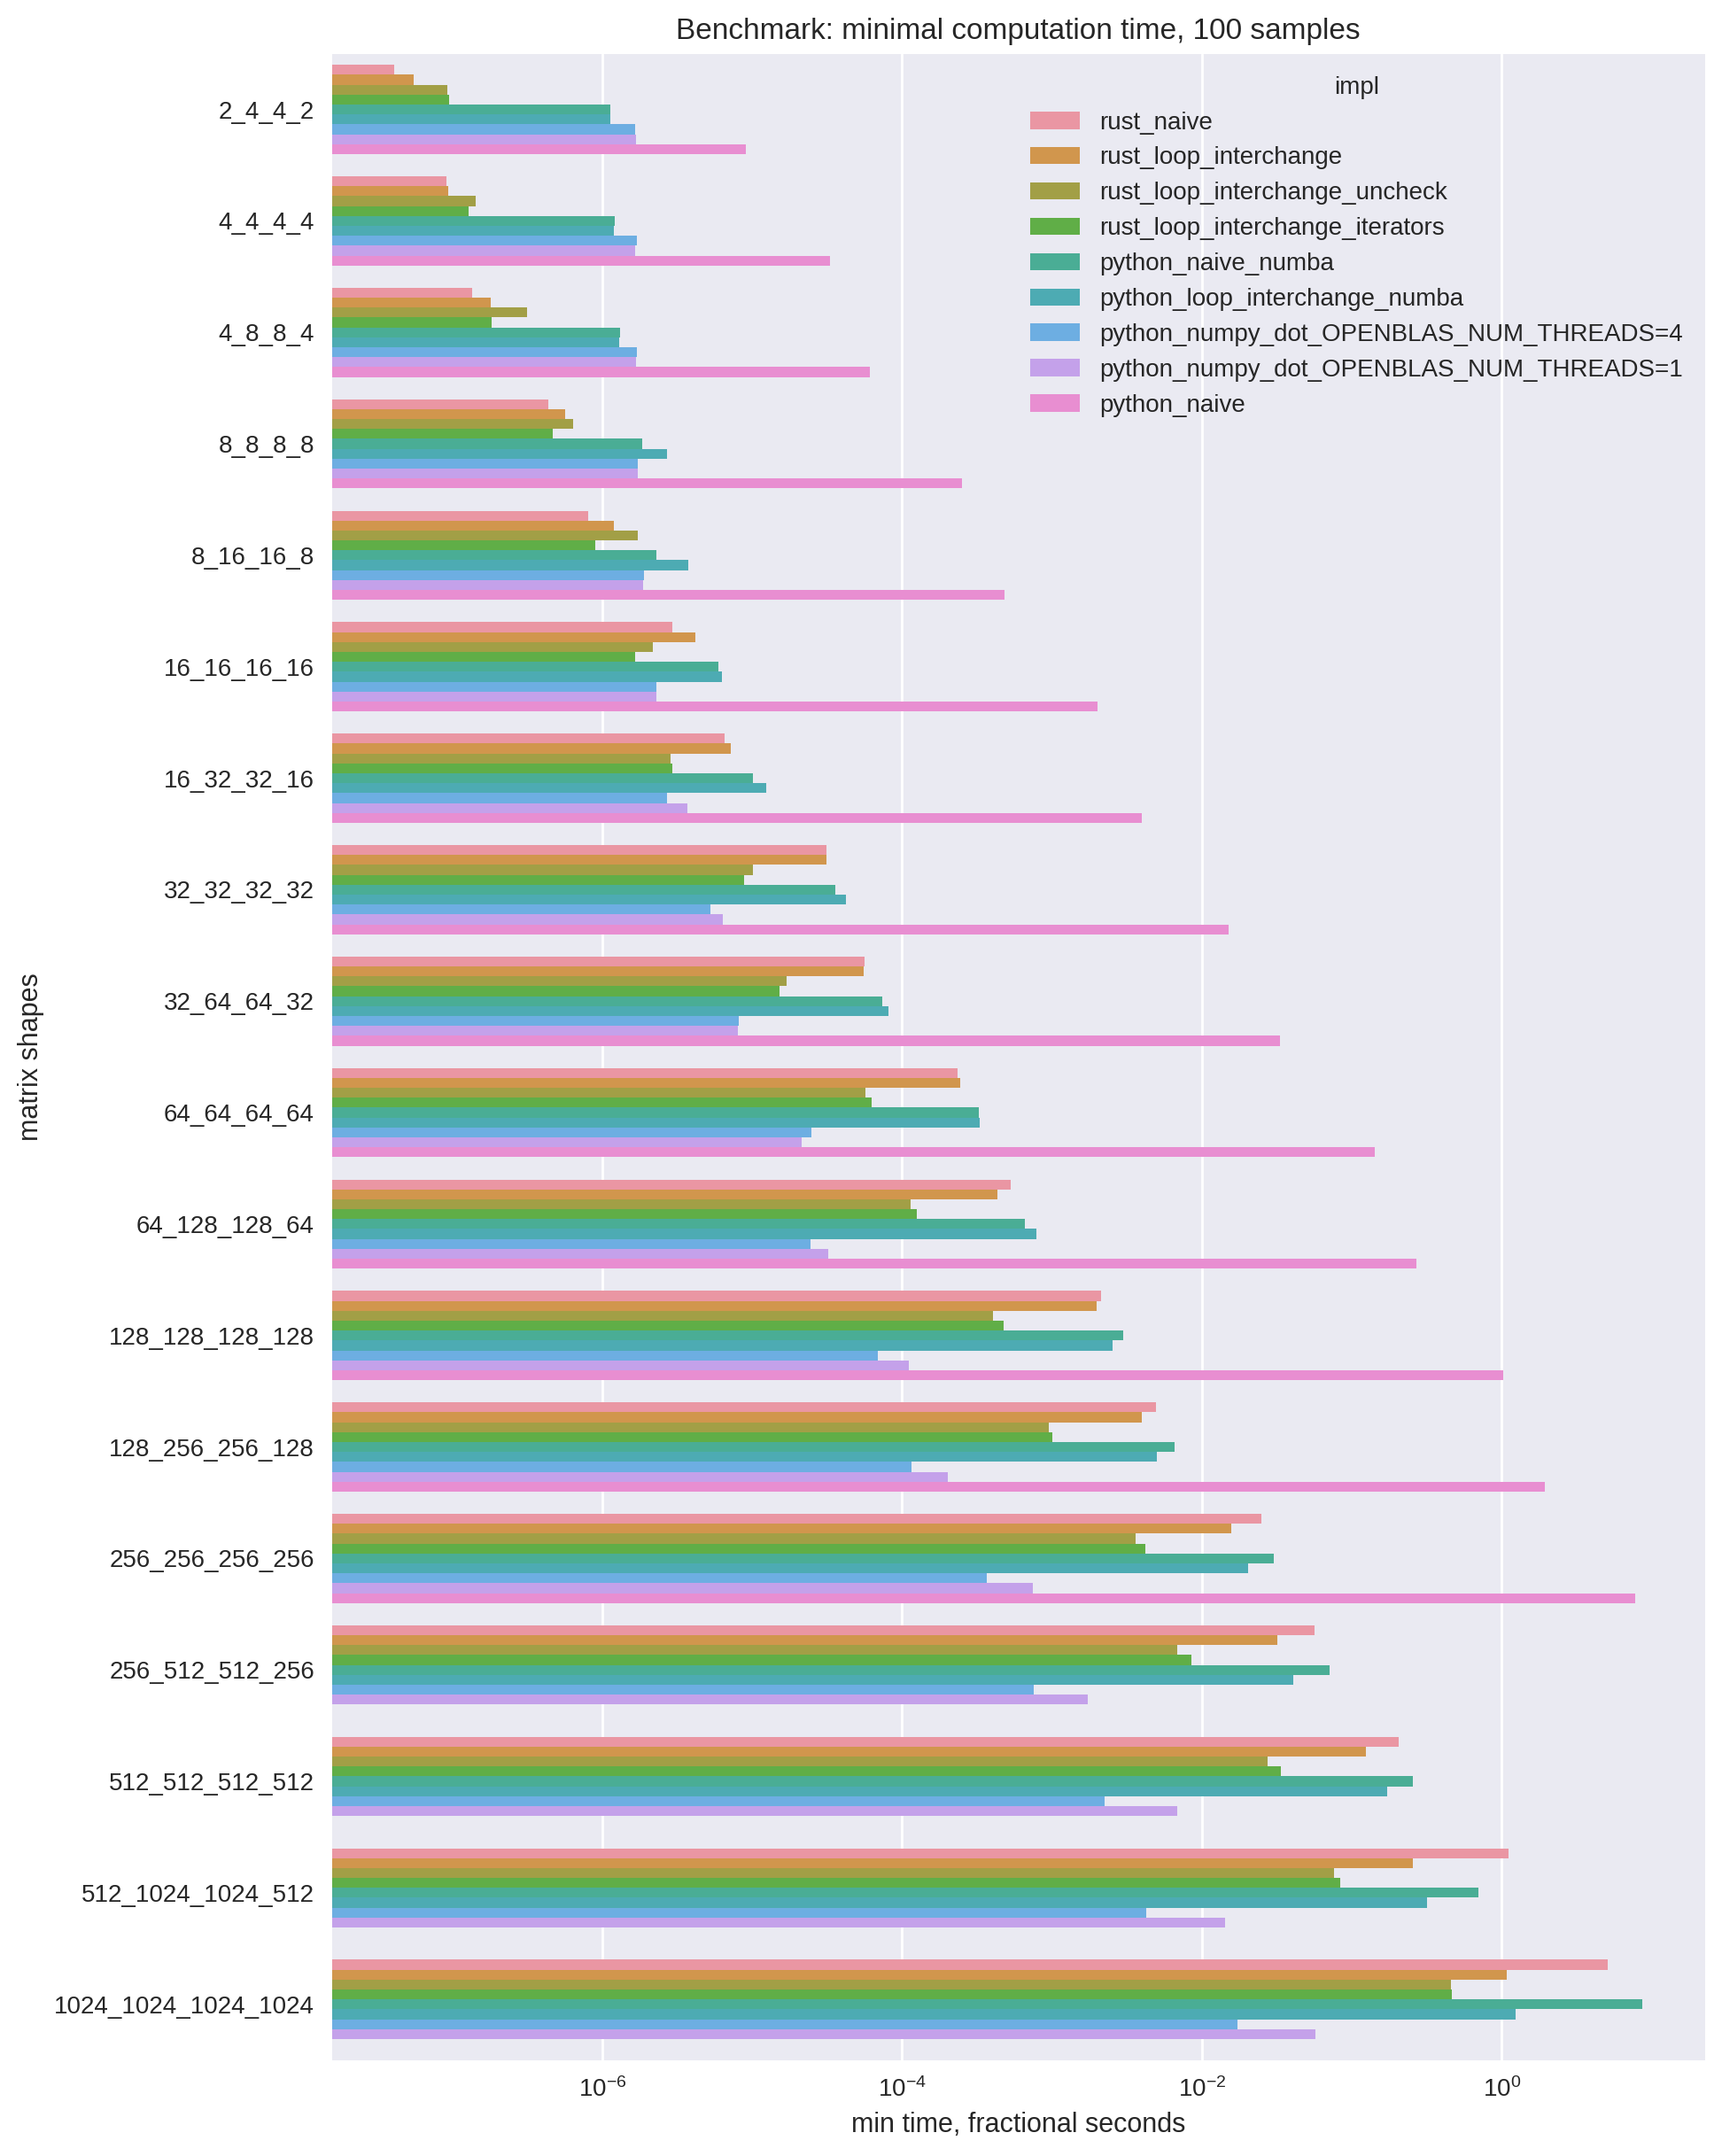 Benchmark: minimal computation time, 100 samples
impl
rust_naive
rust_loop_interchange
rust_loop_interchange_uncheck
rust_loop_interchange_iterators
python_naive_numba
python_loop_interchange_numba
python_numpy_dot_OPENBLAS_NUM_THREADS=4
python_numpy_dot_OPENBLAS_NUM_THREADS=1
python_naive
matrix shapes
2_4_4_2
4_4_4_4
4_8_8_4
8_8_8_8
8_16_16_8
16_16_16_16
16_32_32_16
32_32_32_32
32_64_64_32
64_64_64_64
64_128_128_64
128_128_128_128
128_256_256_128
256_256_256_256
256_512_512_256
512_512_512_512
512_1024_1024_512
1024_1024_1024_1024
10⁻⁶ 10⁻⁴ 10⁻² 10⁰
min time, fractional seconds